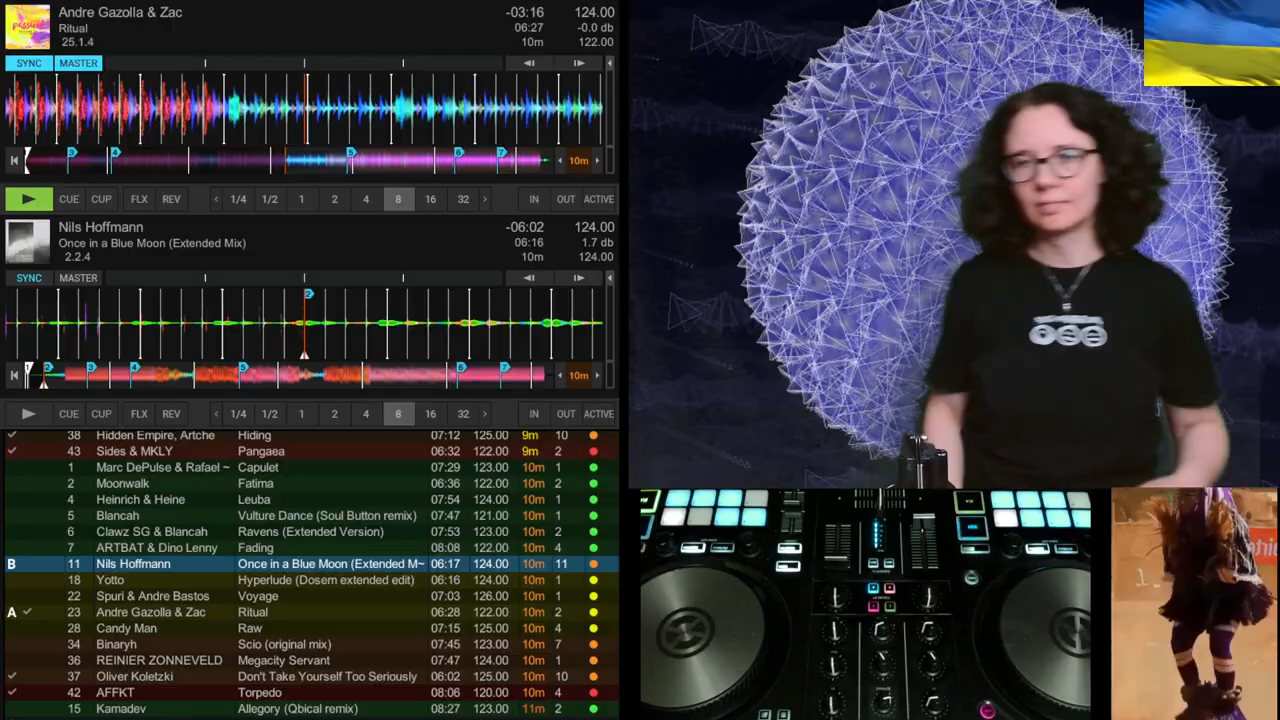 Andre Gazolla & Zac -03:16 124.00
Ritual 06:27 -0.0 db
25.1.4 10m 122.00
SYNC MASTER
3 4 5 6 7 10m
CUE CUP FLX REV 1/4 1/2 1 2 4 8 16 32 IN OUT ACTIVE
Nils Hoffmann -06:02 124.00
Once in a Blue Moon (Extended Mix) 06:16 1.7 db
2.2.4 10m 124.00
SYNC MASTER
2
2 3 4 5 6 7 10m
CUE CUP FLX REV 1/4 1/2 1 2 4 8 16 32 IN OUT ACTIVE
38 Hidden Empire, Artche Hiding 07:12 125.00 9m 10
43 Sides & MKLY Pangaea 06:32 122.00 9m 2
1 Marc DePulse & Rafael ~ Capulet 07:29 123.00 10m 1
2 Moonwalk Fatima 06:36 122.00 10m 2
4 Heinrich & Heine Leuba 07:54 123.00 10m 1
5 Blancah Vulture Dance (Soul Button remix) 07:47 121.00 10m 1
6 Clawz SG & Blancah Ravens (Extended Version) 07:53 123.00 10m 2
7 ARTBAT & Dino Lenny Fading 08:08 122.00 10m 4
B 11 Nils Hoffmann Once in a Blue Moon (Extended M~ 06:17 124.00 10m 11
18 Yotto Hyperlude (Dosem extended edit) 06:16 124.00 10m 1
22 Spuri & Andre Bastos Voyage 07:03 126.00 10m 1
A 23 Andre Gazolla & Zac Ritual 06:28 122.00 10m 2
28 Candy Man Raw 07:15 125.00 10m 4
34 Binaryh Scio (original mix) 07:45 123.00 10m 7
36 REINIER ZONNEVELD Megacity Servant 07:47 124.00 10m 1
37 Oliver Koletzki Don't Take Yourself Too Seriously 06:02 125.00 10m 10
42 AFFKT Torpedo 08:06 120.00 10m 4
15 Kamadev Allegory (Qbical remix) 08:27 123.00 11m 2